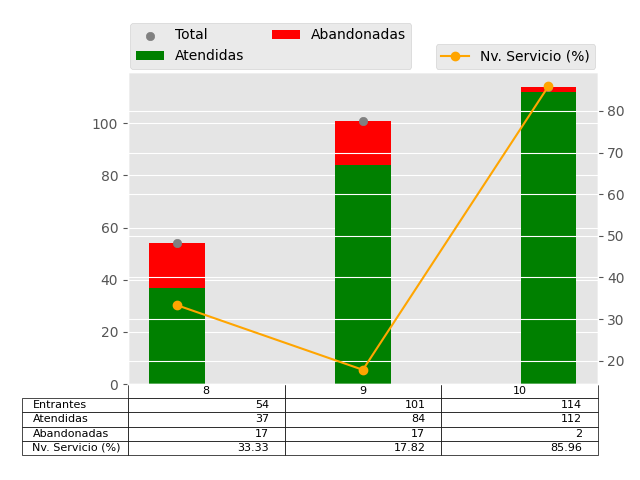 Total Abandonadas
Atendidas
Nv. Servicio (%)
100 80
80 70
60 60
40 50
20 40
0 30
20
8 9 10
Entrantes 54 101 114
Atendidas 37 84 112
Abandonadas 17 17 2
Nv. Servicio (%) 33.33 17.82 85.96